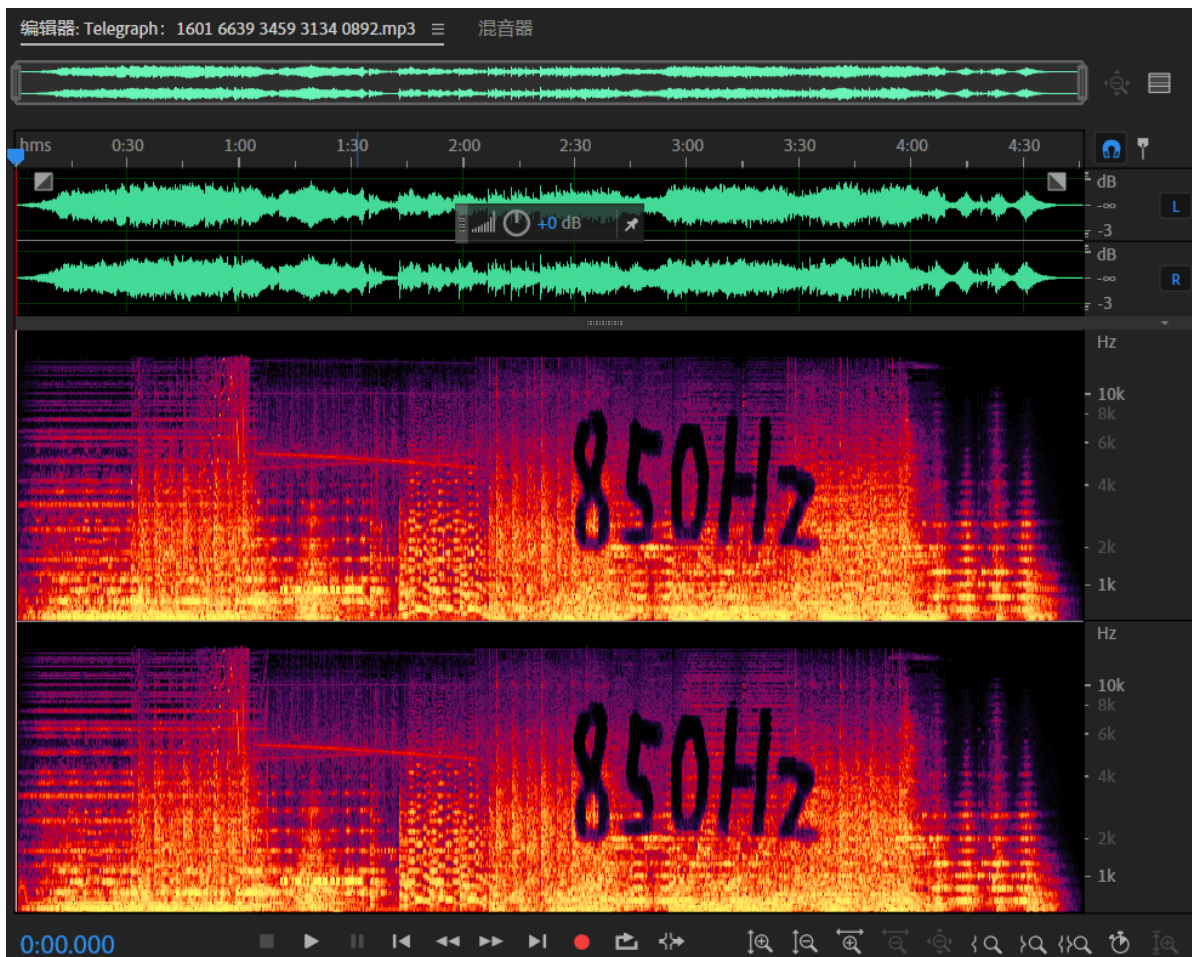 编辑器: Telegraph：1601 6639 3459 3134 0892.mp3 ≡ 混音器
hms 0:30 1:00 1:30 2:00 2:30 3:00 3:30 4:00 4:30
dB
-∞
L
+0 dB
-3
dB
-∞
R
-3
Hz
10k
8k
6k
850Hz
4k
2k
1k
Hz
10k
8k
6k
850Hz
4k
2k
1k
0:00.000